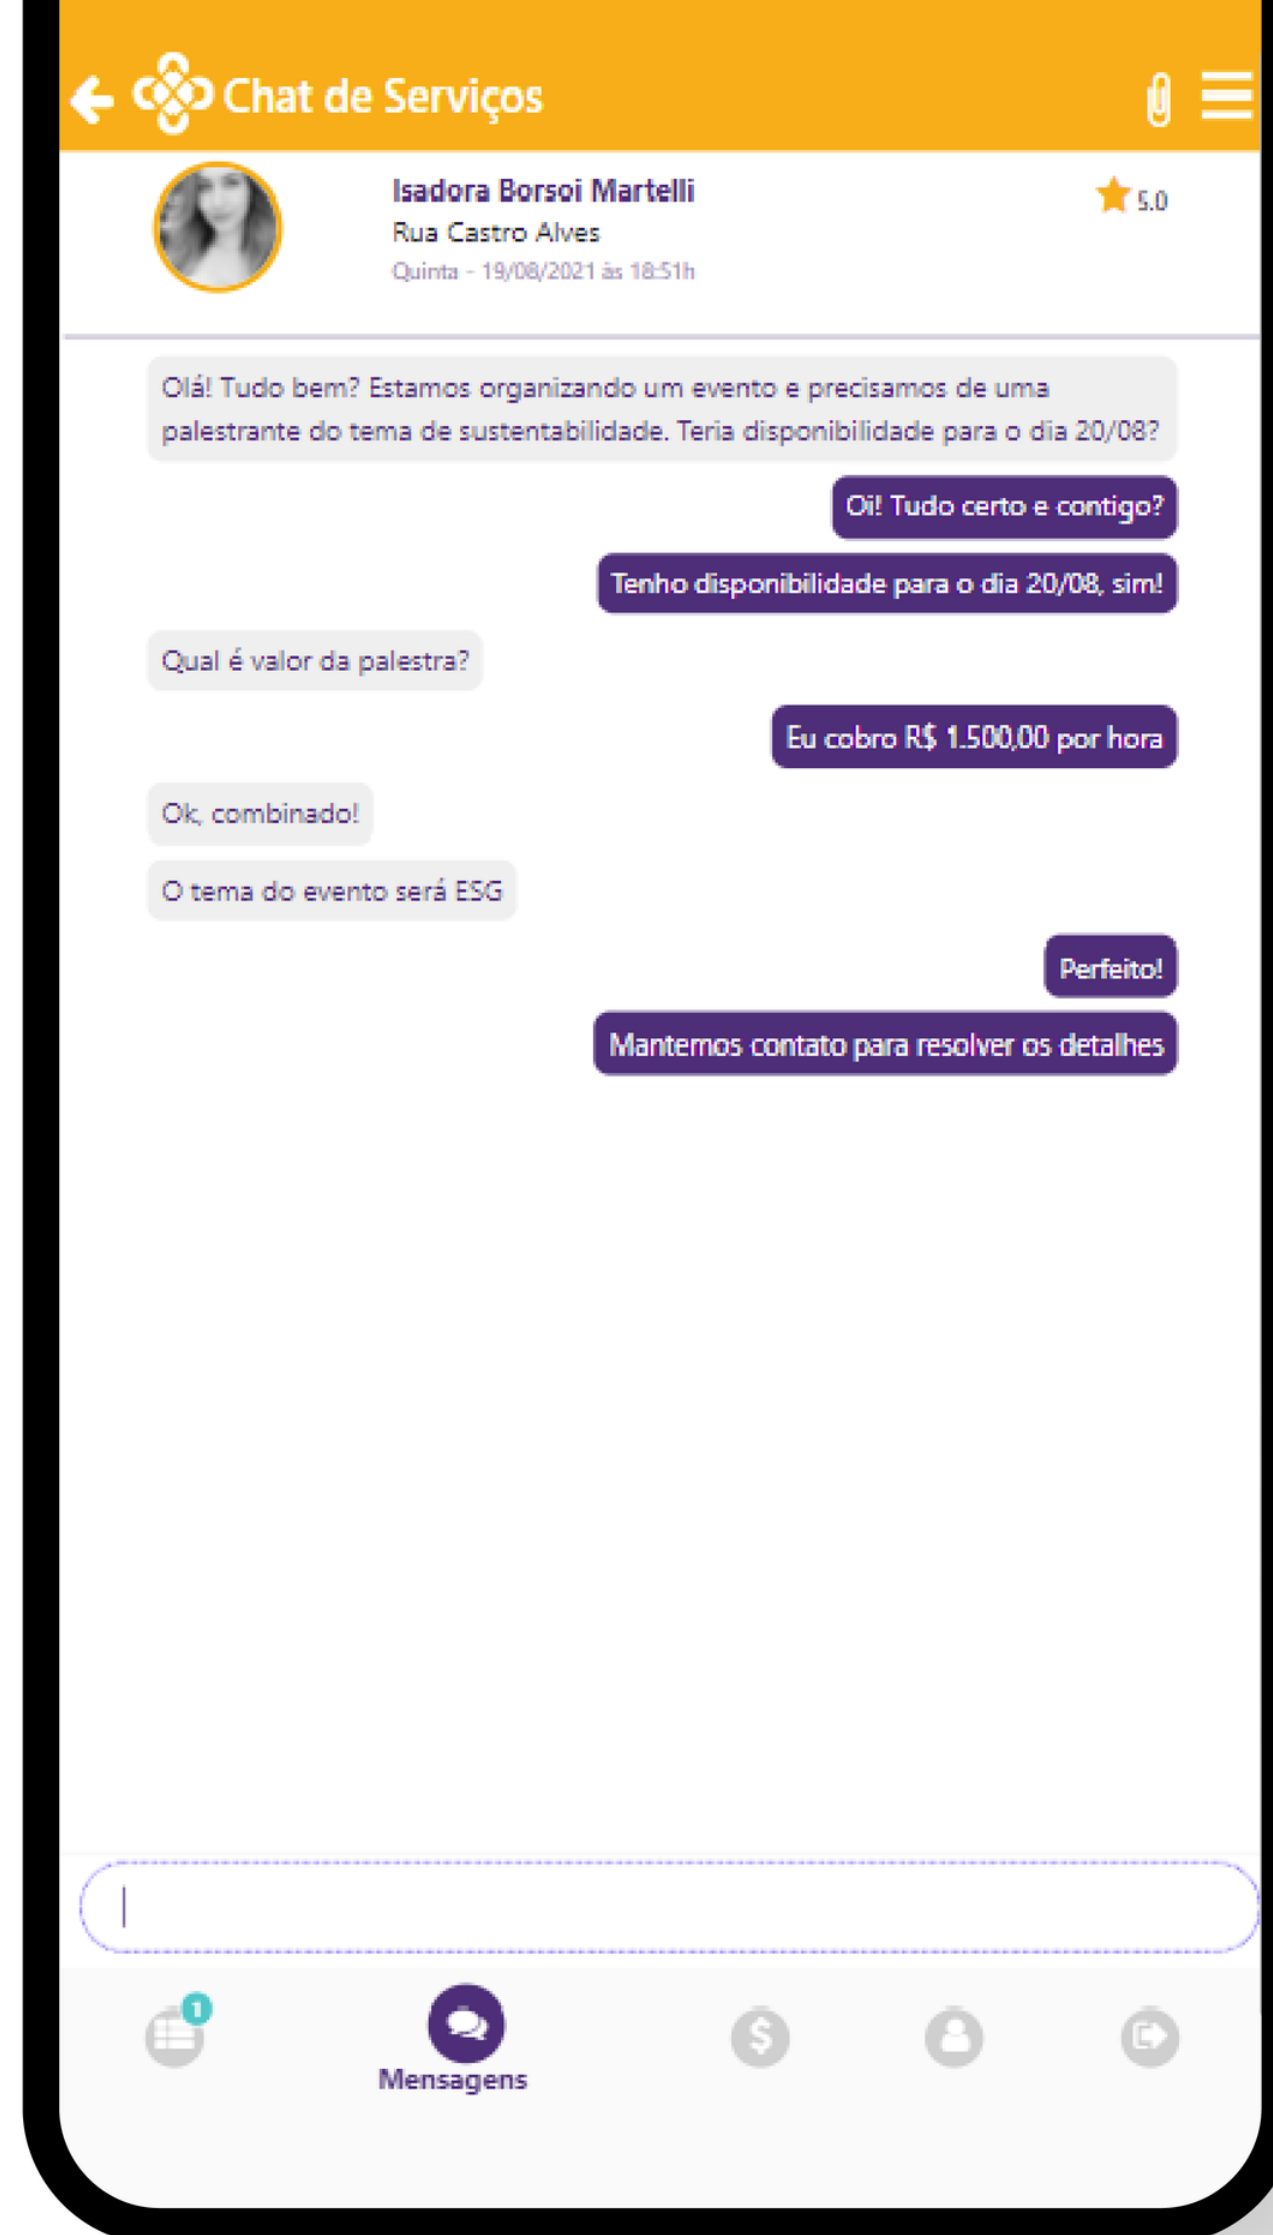 Chat de Serviços
Isadora Borsoi Martelli
5.0
Rua Castro Alves
Quinta - 19/08/2021 às 18:51h
Olá! Tudo bem? Estamos organizando um evento e precisamos de uma
palestrante do tema de sustentabilidade. Teria disponibilidade para o dia 20/08?
Oi! Tudo certo e contigo?
Tenho disponibilidade para o dia 20/08, sim!
Qual é valor da palestra?
Eu cobro R$ 1.500,00 por hora
Ok, combinado!
O tema do evento será ESG
Perfeito!
Mantemos contato para resolver os detalhes
1
$
Mensagens